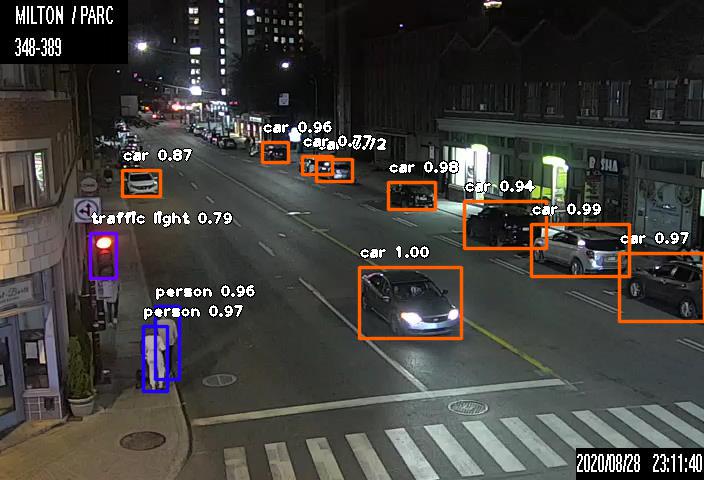 MILTON / PARC
348-389
car 0.96
car 0.77
car 0.87
car 0.98
car 0.94
traffic light 0.79
car 0.99
car 0.97
car 1.00
person 0.96
person 0.97
2020/08/28 23:11:40